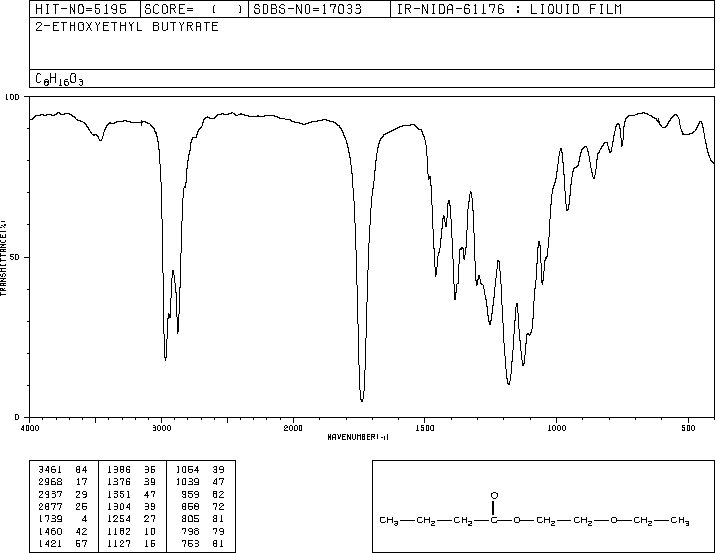 HIT-NO=5195 SCORE= ( ) SDBS-NO=17033 IR-NIDA-61176 : LIQUID FILM
2-ETHOXYETHYL BUTYRATE
C8H16O3
100
50
0
TRANSMITTANCE(%)
4000 3000 2000 1500 1000 500
WAVENUMBER(-1)
3461 84 1386 36 1054 39
2968 17 1376 39 1039 47
2937 29 1351 47 959 62
2877 25 1304 39 858 72
1739 4 1254 27 805 81
1460 42 1182 10 798 79
1421 57 1127 16 753 81
O
CH3—CH2—CH2—C—O—CH2—CH2—O—CH2—CH3